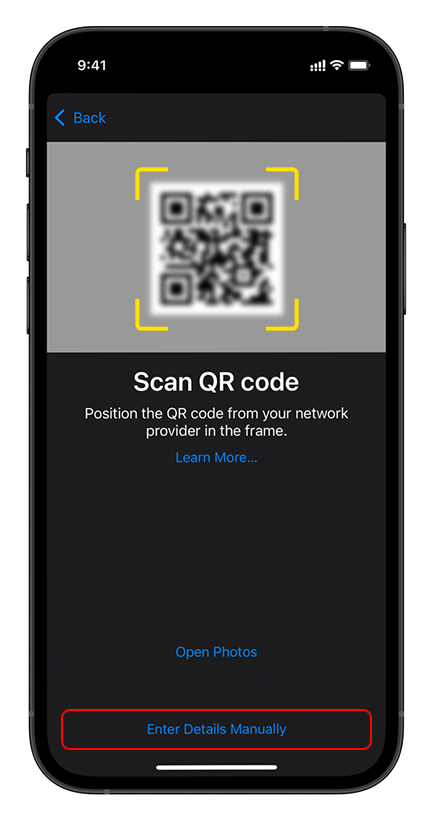 9:41
Back
Scan QR code
Position the QR code from your network
provider in the frame.
Learn More...
Open Photos
Enter Details Manually